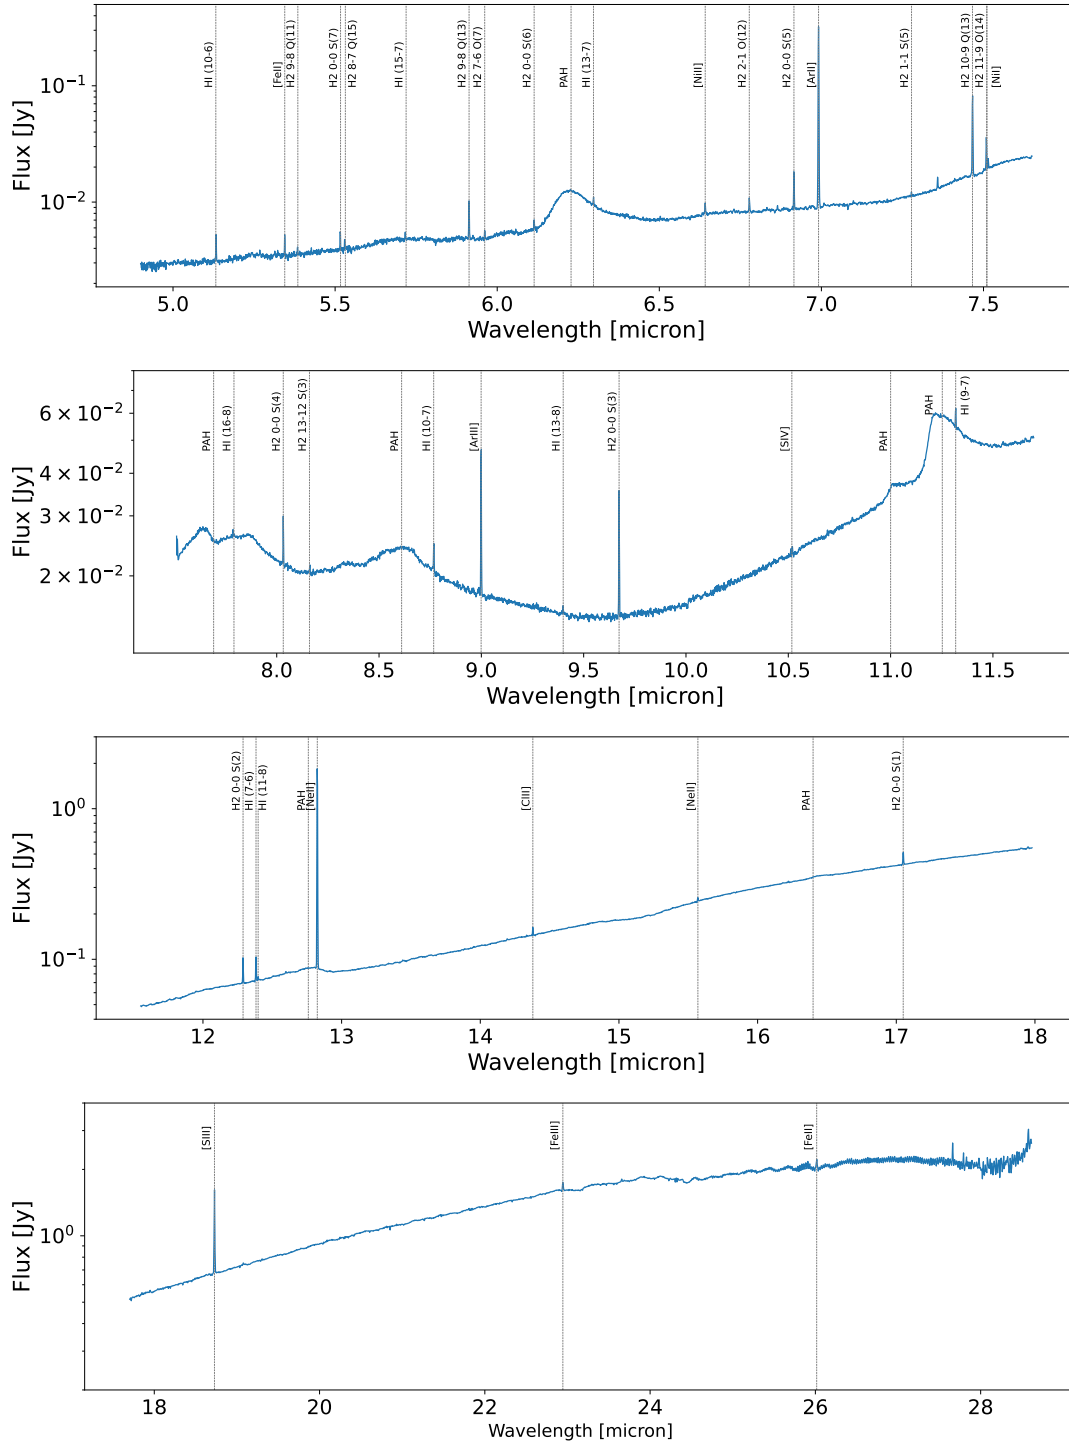 Flux [Jy]
10⁻¹
10⁻²
HI (10-6)
[FeII]
H2 9-8 Q(11)
H2 0-0 S(7)
H2 8-7 Q(15)
HI (15-7)
H2 9-8 Q(13)
H2 7-6 O(7)
H2 0-0 S(6)
PAH
HI (13-7)
[NiII]
H2 2-1 O(12)
H2 0-0 S(5)
[ArII]
H2 1-1 S(5)
H2 10-9 Q(13)
H2 11-9 O(14)
[NiI]
5.0 5.5 6.0 6.5 7.0 7.5
Wavelength [micron]
Flux [Jy]
6 × 10⁻²
4 × 10⁻²
3 × 10⁻²
2 × 10⁻²
PAH
HI (16-8)
H2 0-0 S(4)
H2 13-12 S(3)
PAH
HI (10-7)
[ArIII]
HI (13-8)
H2 0-0 S(3)
[SIV]
PAH
PAH
HI (9-7)
8.0 8.5 9.0 9.5 10.0 10.5 11.0 11.5
Wavelength [micron]
Flux [Jy]
10⁰
10⁻¹
H2 0-0 S(2)
HI (7-6)
HI (11-8)
PAH
[NeII]
[ClII]
[NeII]
PAH
H2 0-0 S(1)
12 13 14 15 16 17 18
Wavelength [micron]
Flux [Jy]
10⁰
[SIII]
[FeIII]
[FeII]
18 20 22 24 26 28
Wavelength [micron]